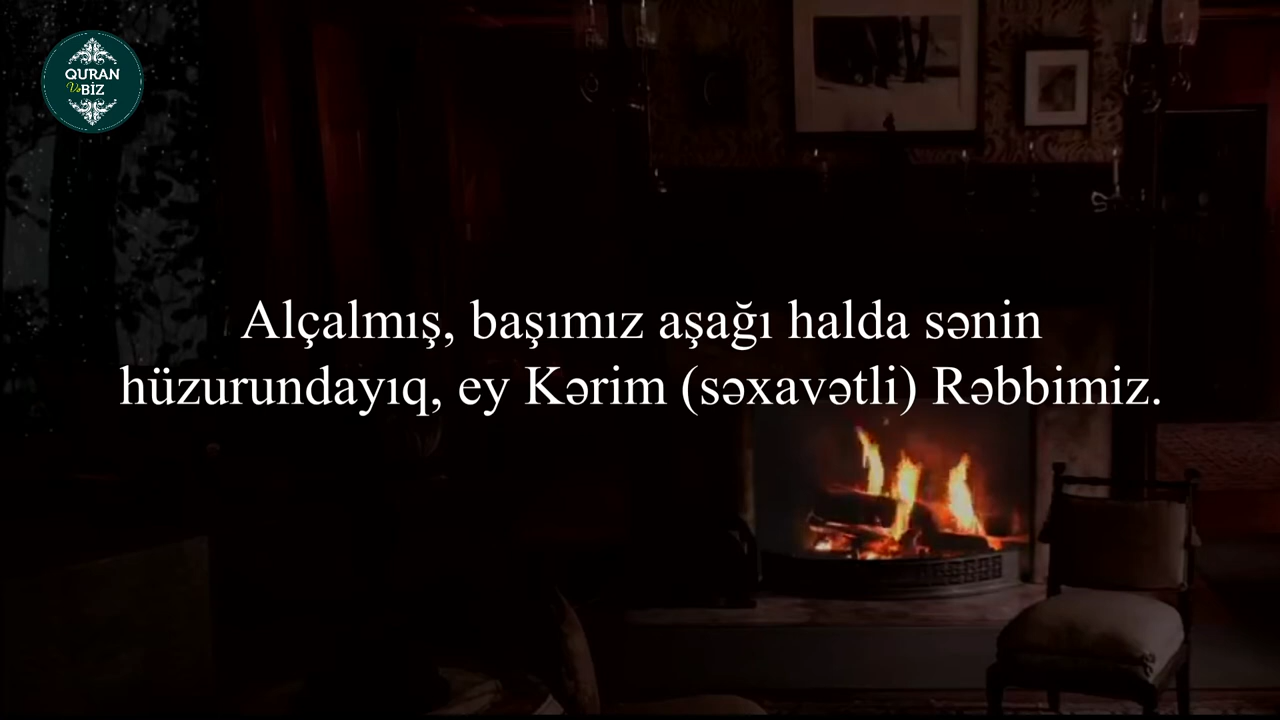 QURAN
Və BİZ
Alçalmış, başımız aşağı halda sənin
hüzurundayıq, ey Kərim (səxavətli) Rəbbimiz.